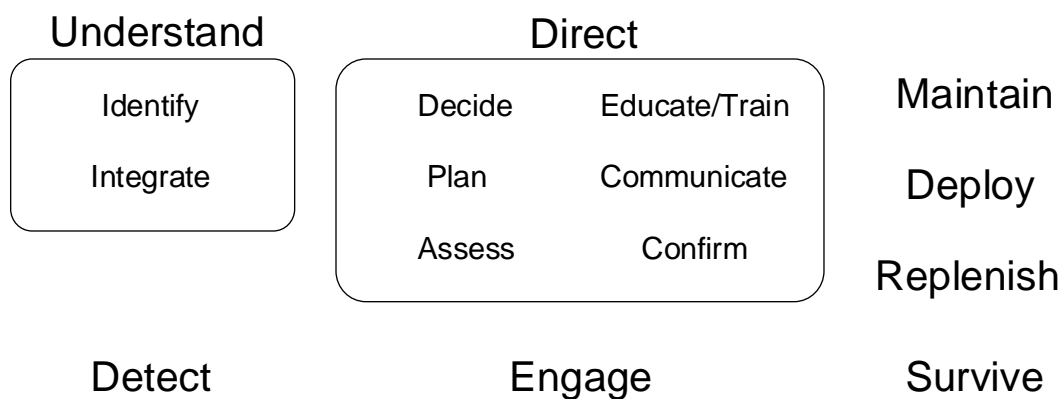 Understand
Identify
Integrate
Direct
Decide
Educate/Train
Plan
Communicate
Assess
Confirm
Maintain
Deploy
Replenish
Detect
Engage
Survive